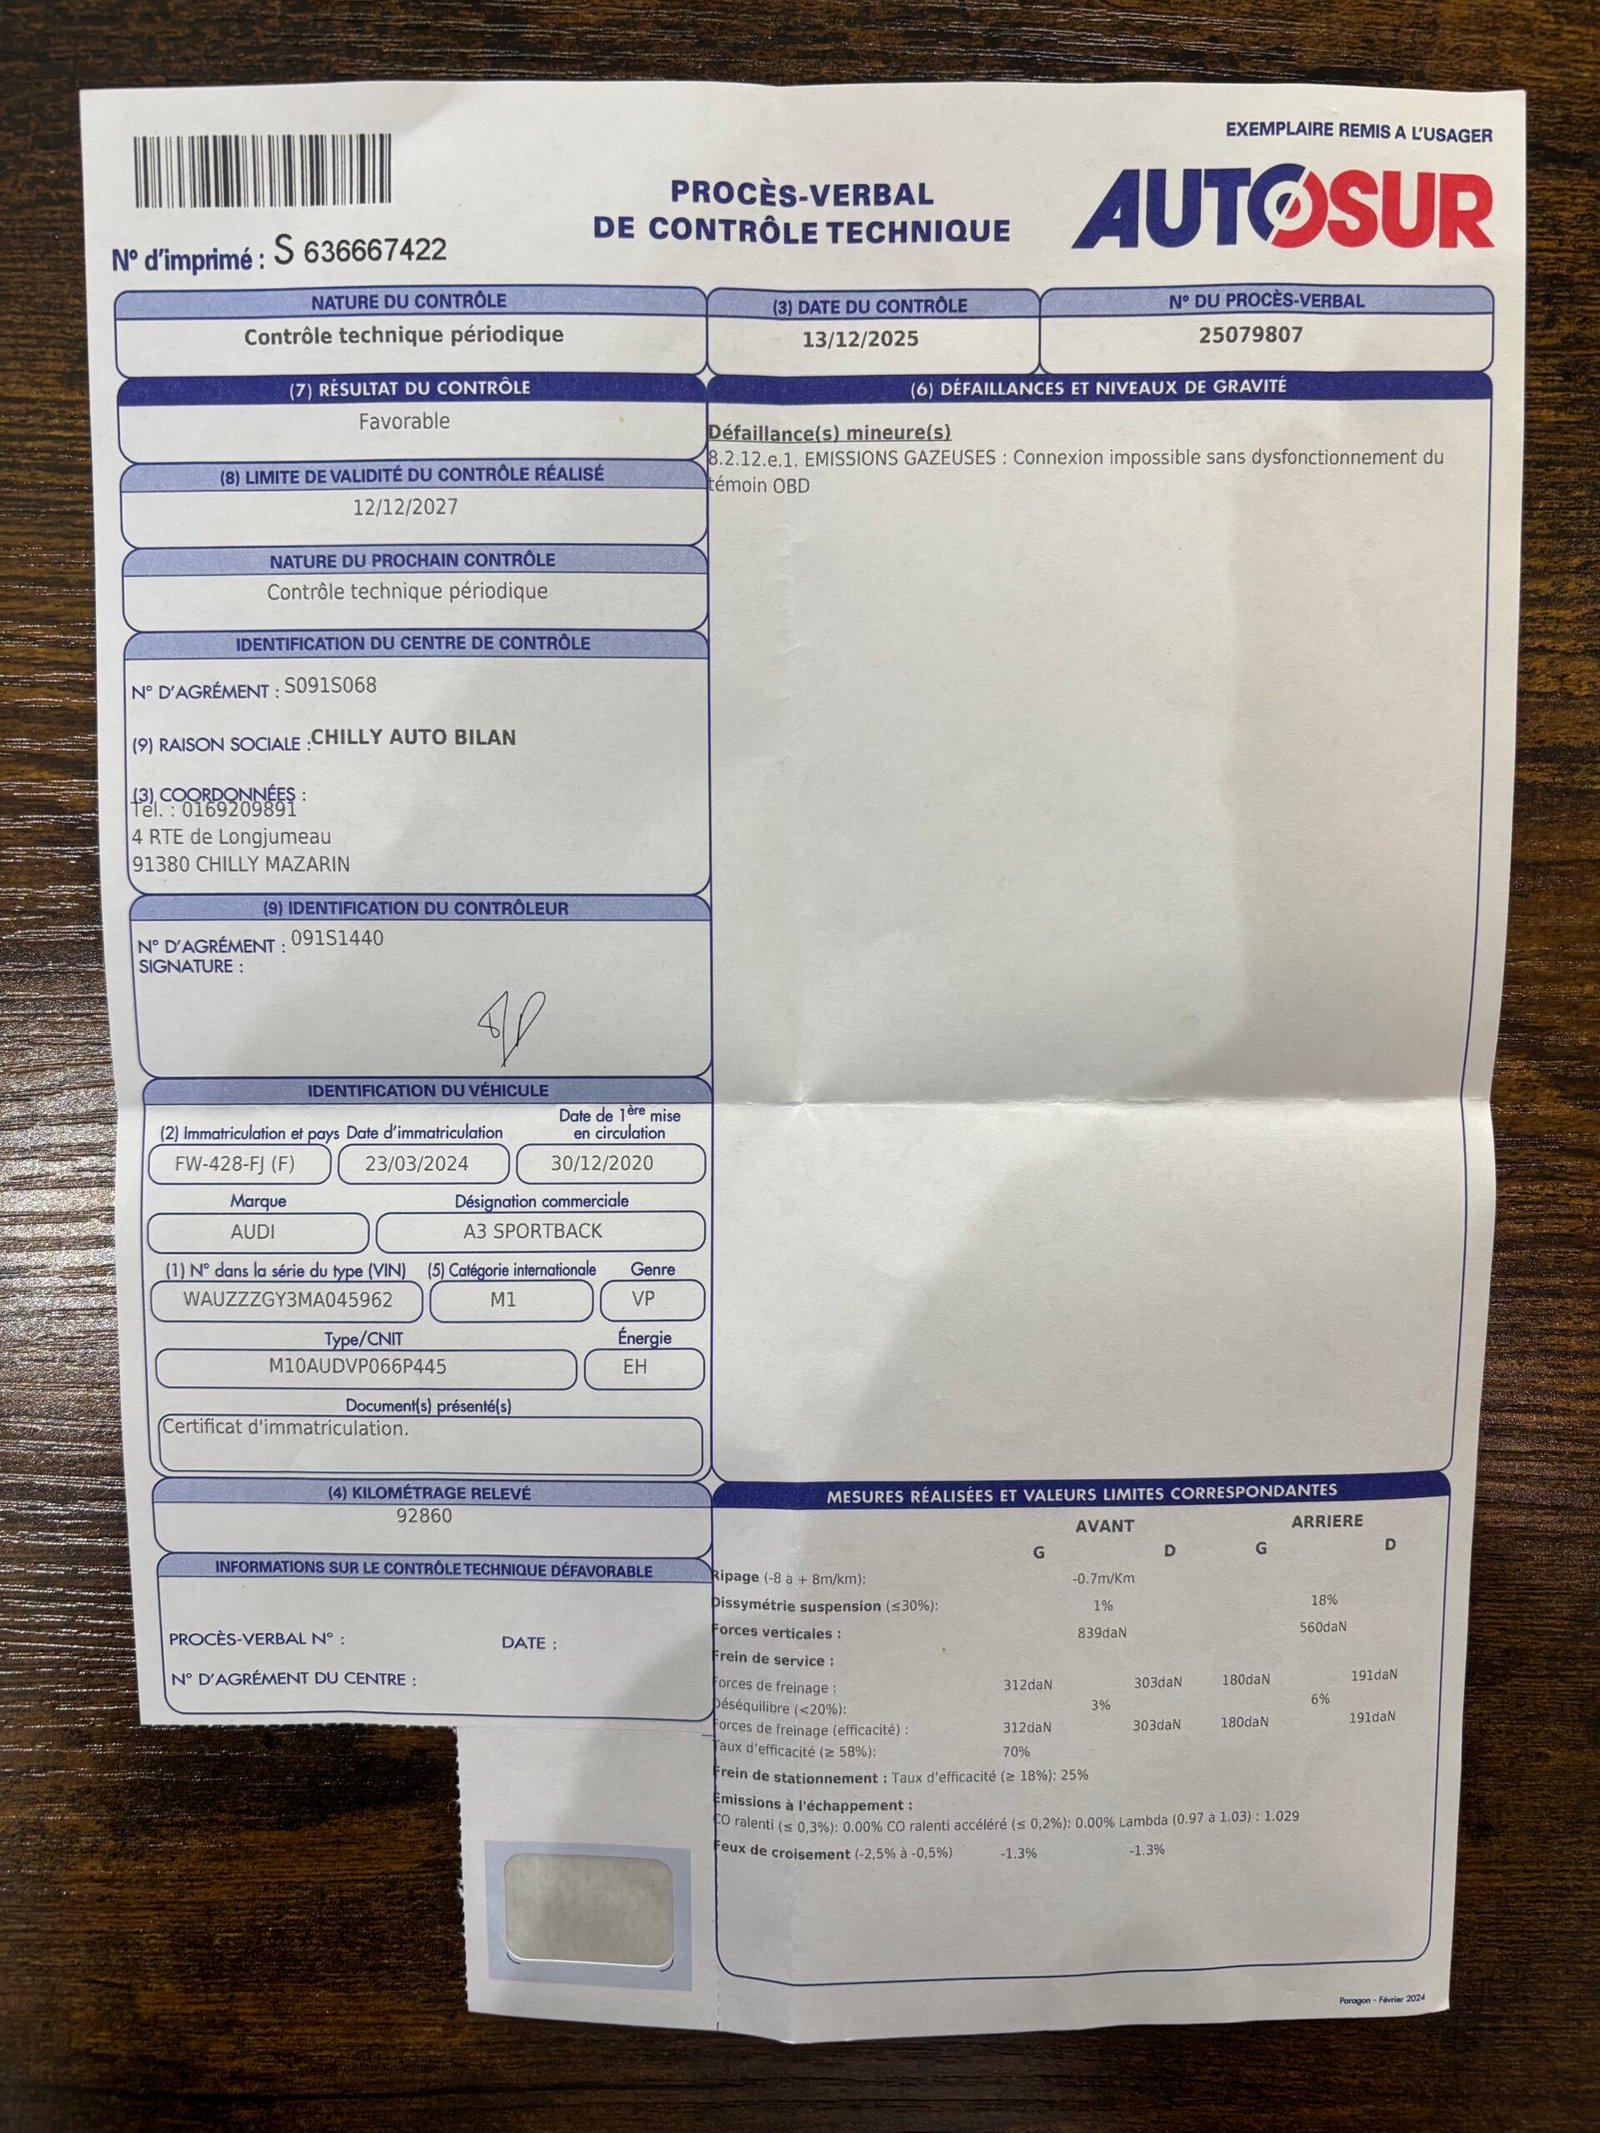 EXEMPLAIRE REMIS A L'USAGER
AUTOSUR
PROCÈS-VERBAL
DE CONTRÔLE TECHNIQUE
N° d'imprimé : S 636667422
NATURE DU CONTRÔLE
Contrôle technique périodique
(3) DATE DU CONTRÔLE
13/12/2025
N° DU PROCÈS-VERBAL
25079807
(7) RÉSULTAT DU CONTRÔLE
Favorable
(8) LIMITE DE VALIDITÉ DU CONTRÔLE RÉALISÉ
12/12/2027
NATURE DU PROCHAIN CONTRÔLE
Contrôle technique périodique
IDENTIFICATION DU CENTRE DE CONTRÔLE
N° D'AGRÉMENT : S091S068
(9) RAISON SOCIALE : CHILLY AUTO BILAN
(3) COORDONNÉES :
Tel. : 0169209891
4 RTE de Longjumeau
91380 CHILLY MAZARIN
(9) IDENTIFICATION DU CONTRÔLEUR
N° D'AGRÉMENT : 091S1440
SIGNATURE :
IDENTIFICATION DU VÉHICULE
(2) Immatriculation et pays Date d'immatriculation Date de 1ère mise
en circulation
FW-428-FJ (F) 23/03/2024 30/12/2020
Marque Désignation commerciale
AUDI A3 SPORTBACK
(1) N° dans la série du type (VIN) (5) Catégorie internationale Genre
WAUZZZGY3MA045962 M1 VP
Type/CNIT Énergie
M10AUDVP066P445 EH
Document(s) présenté(s)
Certificat d'immatriculation.
(4) KILOMÉTRAGE RELEVÉ
92860
INFORMATIONS SUR LE CONTRÔLE TECHNIQUE DÉFAVORABLE
PROCÈS-VERBAL N° : DATE :
N° D'AGRÉMENT DU CENTRE :
(6) DÉFAILLANCES ET NIVEAUX DE GRAVITÉ
Défaillance(s) mineure(s)
8.2.12.e.1. EMISSIONS GAZEUSES : Connexion impossible sans dysfonctionnement du
témoin OBD
MESURES RÉALISÉES ET VALEURS LIMITES CORRESPONDANTES
AVANT ARRIERE
G D G D
Ripage (-8 à + 8m/km): -0.7m/Km
Dissymétrie suspension (≤30%): 1% 18%
Forces verticales : 839daN 560daN
Frein de service :
Forces de freinage : 312daN 303daN 180daN 191daN
Déséquilibre (<20%): 3% 6%
Forces de freinage (efficacité) : 312daN 303daN 180daN 191daN
Taux d'efficacité (≥ 58%): 70%
Frein de stationnement : Taux d'efficacité (≥ 18%): 25%
Emissions à l'échappement :
CO ralenti (≤ 0,3%): 0.00% CO ralenti accéléré (≤ 0,2%): 0.00% Lambda (0.97 à 1.03) : 1.029
Feux de croisement (-2,5% à -0,5%) -1.3% -1.3%
Paragon - Février 2024